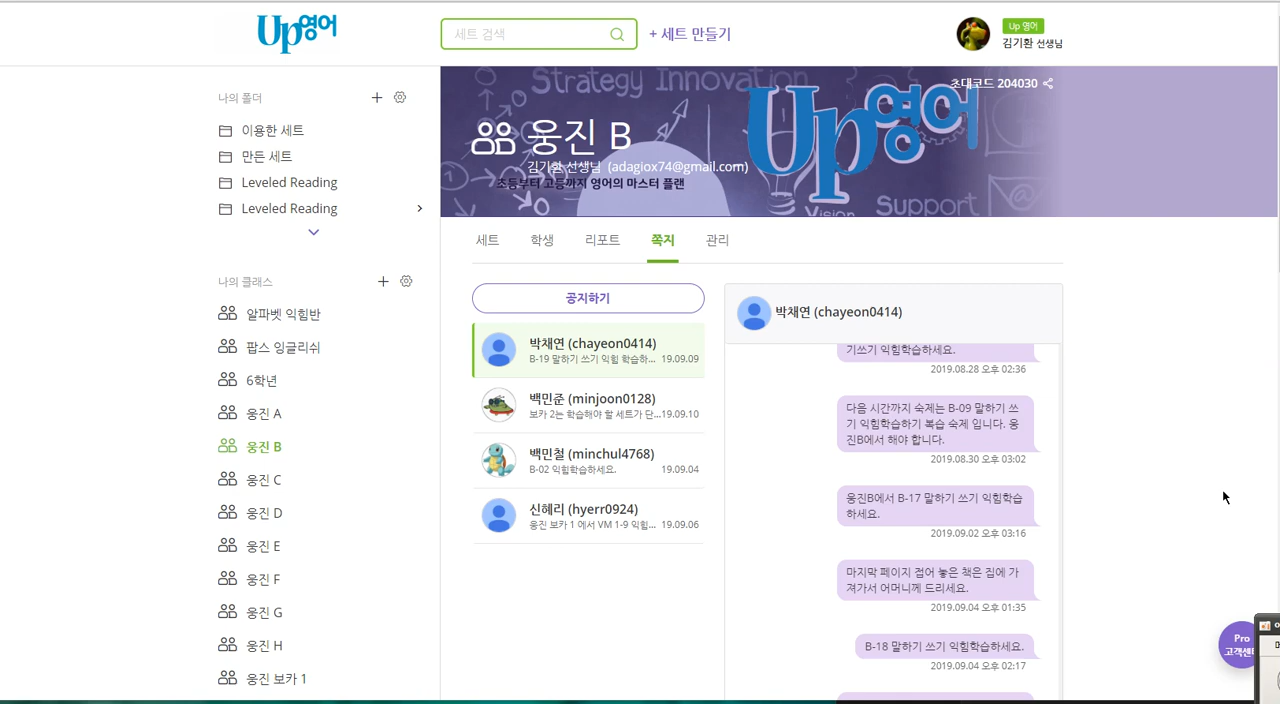 Up영어
세트 검색
+ 세트 만들기
Up 영어
김기환 선생님
나의 폴더
이용한 세트
만든 세트
Leveled Reading
Leveled Reading
나의 클래스
알파벳 익힘반
팝스 잉글리쉬
6학년
웅진 A
웅진 B
웅진 C
웅진 D
웅진 E
웅진 F
웅진 G
웅진 H
웅진 보카 1
Strategy Innovation
초대코드 204030
Up영어
웅진 B
김기환 선생님 (adagiox74@gmail.com)
초등부터 고등까지 영어의 마스터 플랜
Vision
Support
세트 학생 리포트 쪽지 관리
공지하기
박채연 (chayeon0414)
B-19 말하기 쓰기 익힘 학습하... 19.09.09
백민준 (minjoon0128)
보카 2는 학습해야 할 세트가 단... 19.09.10
백민철 (minchul4768)
B-02 익힘학습하세요. 19.09.04
신혜리 (hyerr0924)
웅진 보카 1 에서 VM 1-9 익힘... 19.09.06
박채연 (chayeon0414)
기쓰기 익힘학습하세요.
2019.08.28 오후 02:36
다음 시간까지 숙제는 B-09 말하기 쓰
기 익힘학습하기 복습 숙제 입니다. 웅
진B에서 해야 합니다.
2019.08.30 오후 03:02
웅진B에서 B-17 말하기 쓰기 익힘학습
하세요.
2019.09.02 오후 03:16
마지막 페이지 접어 놓은 책은 집에 가
져가서 어머니께 드리세요.
2019.09.04 오후 01:35
B-18 말하기 쓰기 익힘학습하세요.
2019.09.04 오후 02:17
Pro
고객센